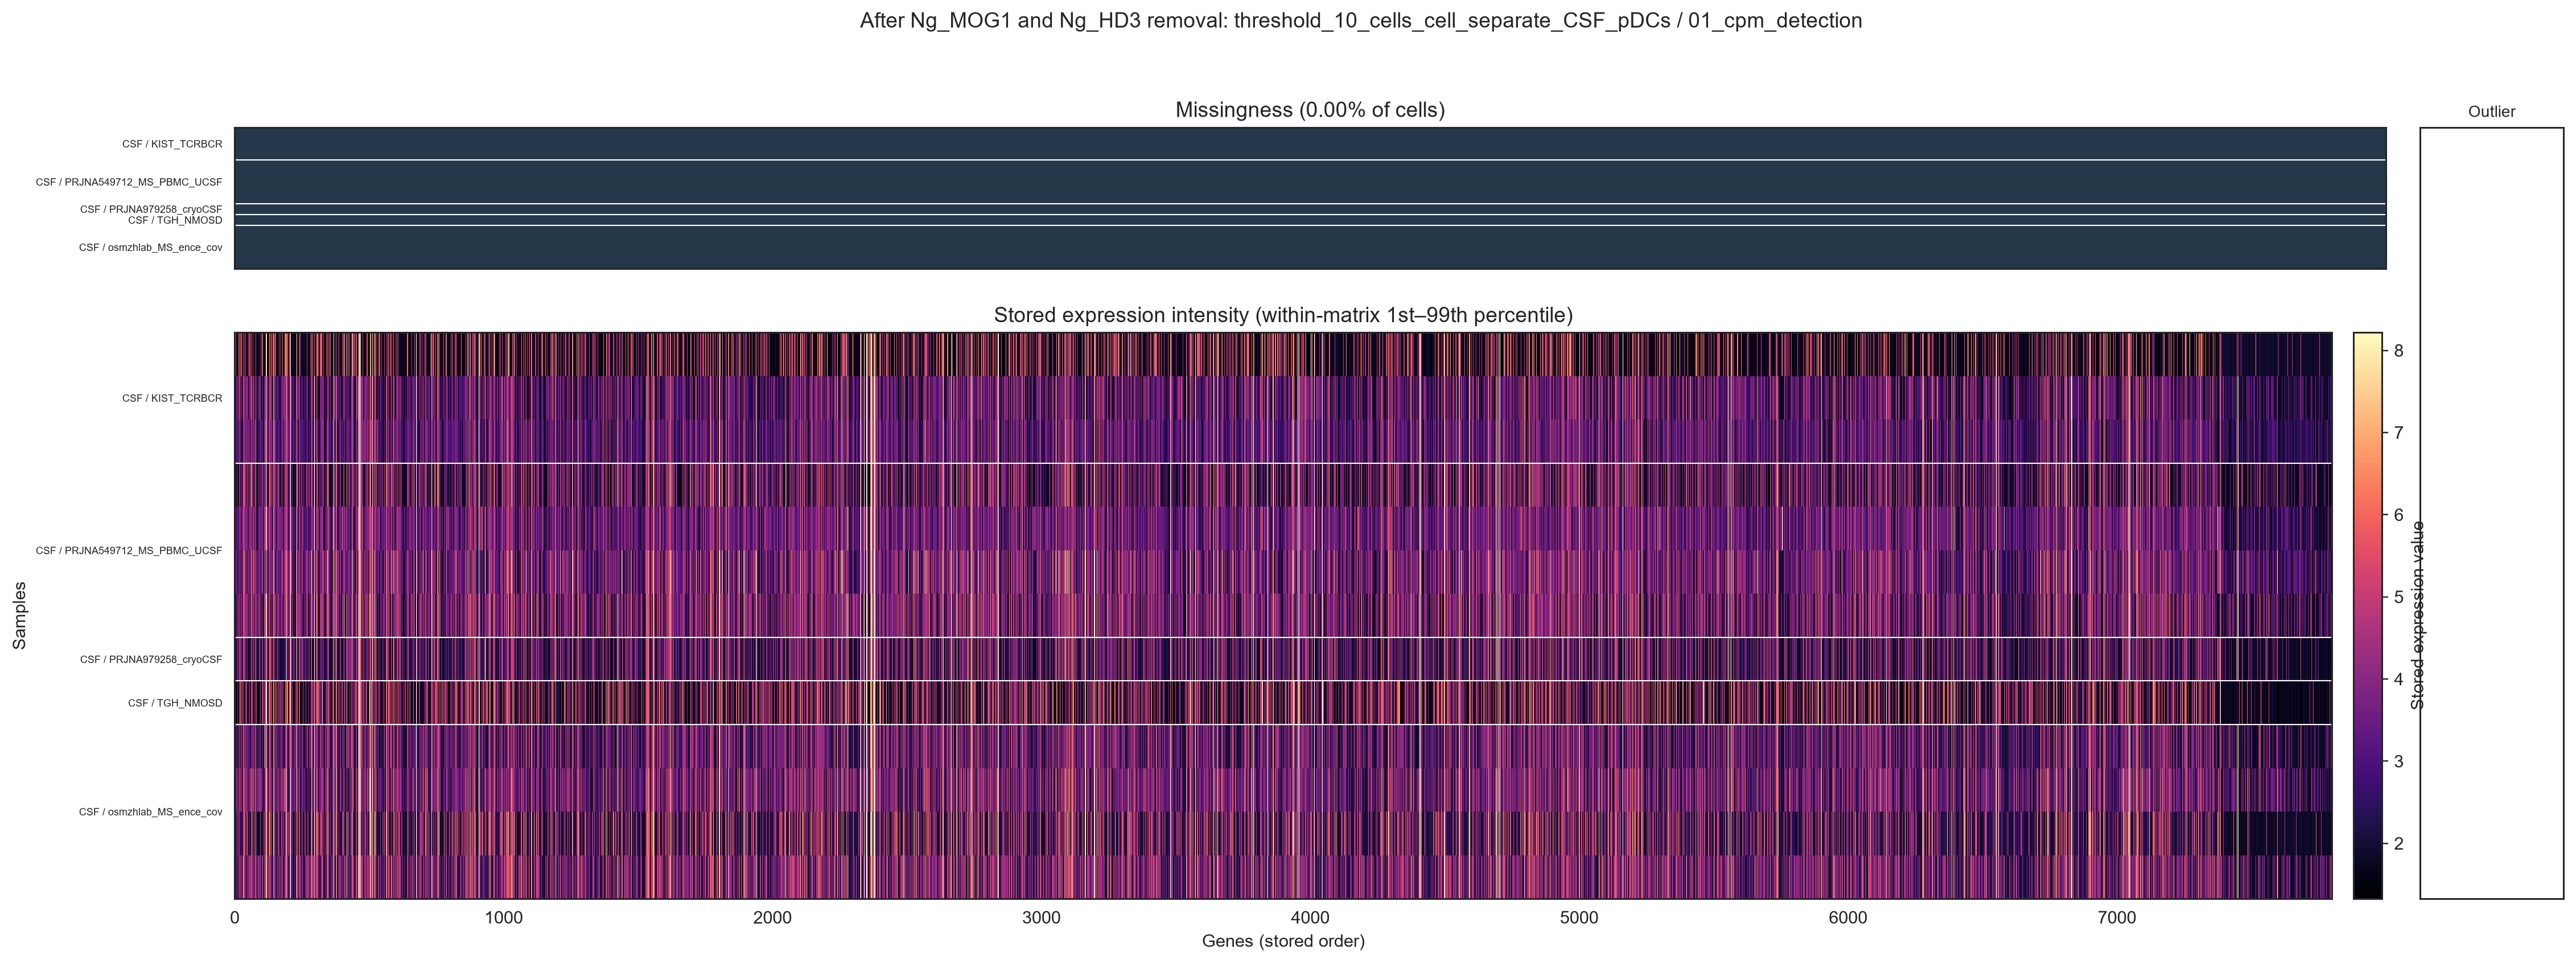 After Ng_MOG1 and Ng_HD3 removal: threshold_10_cells_cell_separate_CSF_pDCs / 01_cpm_detection
Missingness (0.00% of cells)
Outlier
CSF / KIST_TCRBCR
CSF / PRJNA549712_MS_PBMC_UCSF
CSF / PRJNA979258_cryoCSF
CSF / TGH_NMOSD
CSF / osmzhlab_MS_ence_cov
Stored expression intensity (within-matrix 1st–99th percentile)
Samples
CSF / KIST_TCRBCR
CSF / PRJNA549712_MS_PBMC_UCSF
CSF / PRJNA979258_cryoCSF
CSF / TGH_NMOSD
CSF / osmzhlab_MS_ence_cov
8
7
6
5
4
3
2
Stored expression value
0 1000 2000 3000 4000 5000 6000 7000
Genes (stored order)